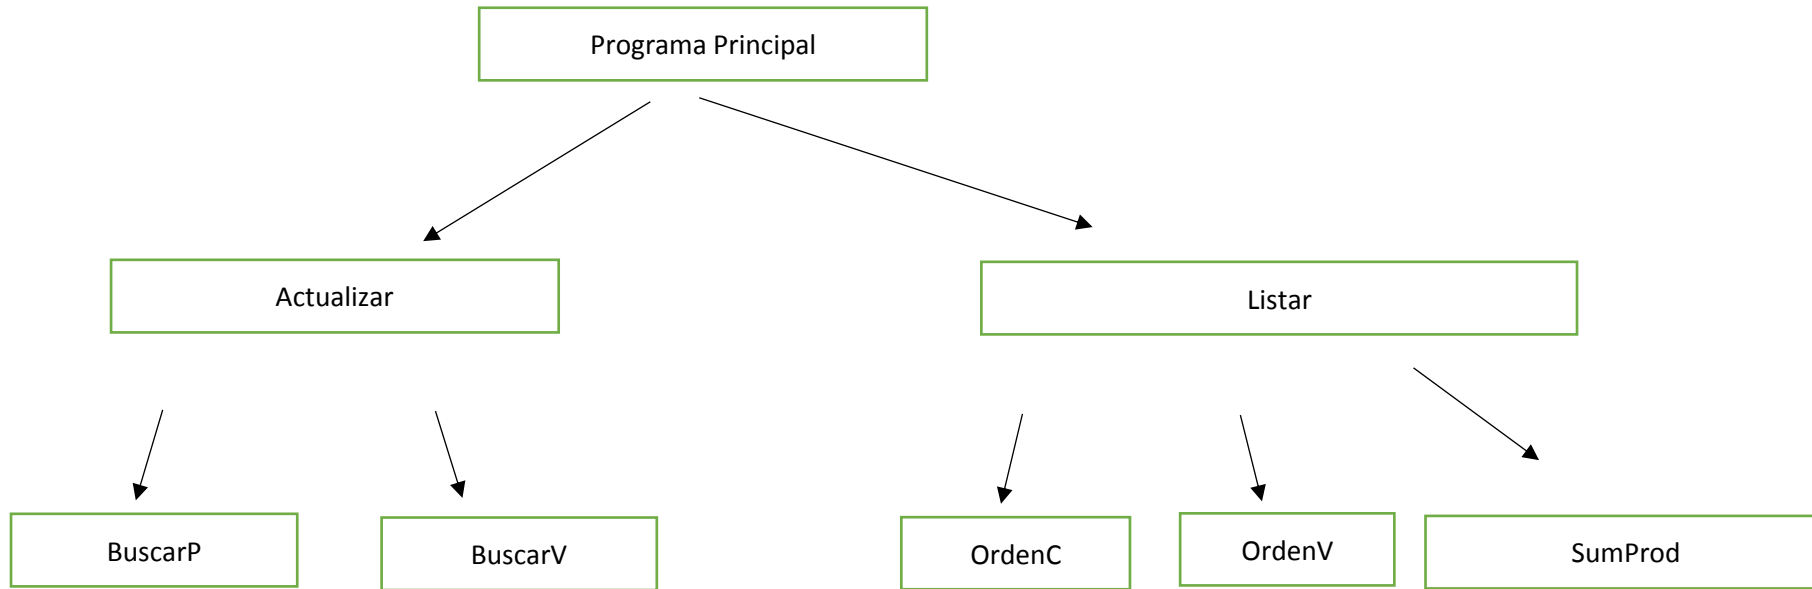 Programa Principal
Actualizar
Listar
BuscarP
BuscarV
OrdenC
OrdenV
SumProd